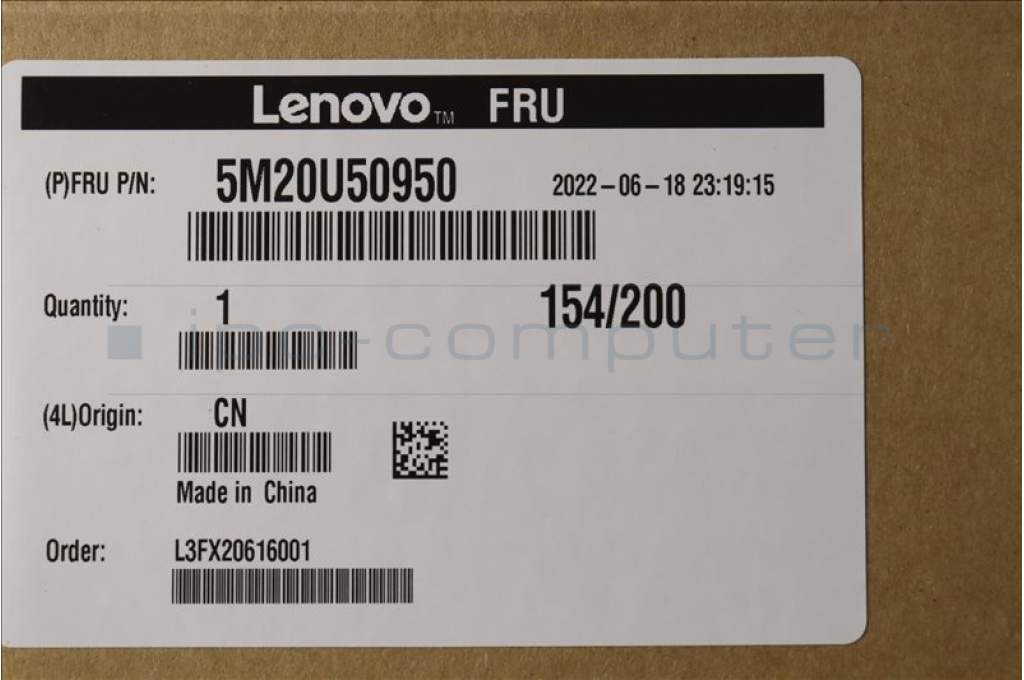 Lenovo™ FRU
(P)FRU P/N: 5M20U50950 2022-06-18 23:19:15
Quantity: 1 154/200
ipc-computer
(4L)Origin: CN
Made in China
Order: L3FX20616001